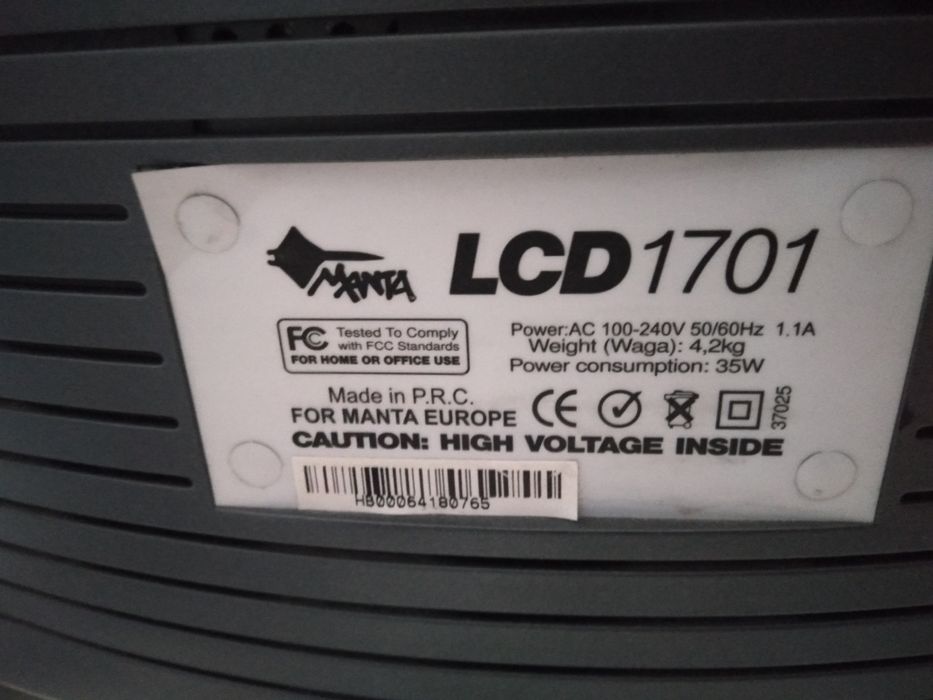 MANTA
LCD1701
FC Tested To Comply
with FCC Standards
FOR HOME OR OFFICE USE
Power:AC 100-240V 50/60Hz 1.1A
Weight (Waga): 4,2kg
Power consumption: 35W
Made in P.R.C.
FOR MANTA EUROPE
CE
37025
CAUTION: HIGH VOLTAGE INSIDE
HB00064180765